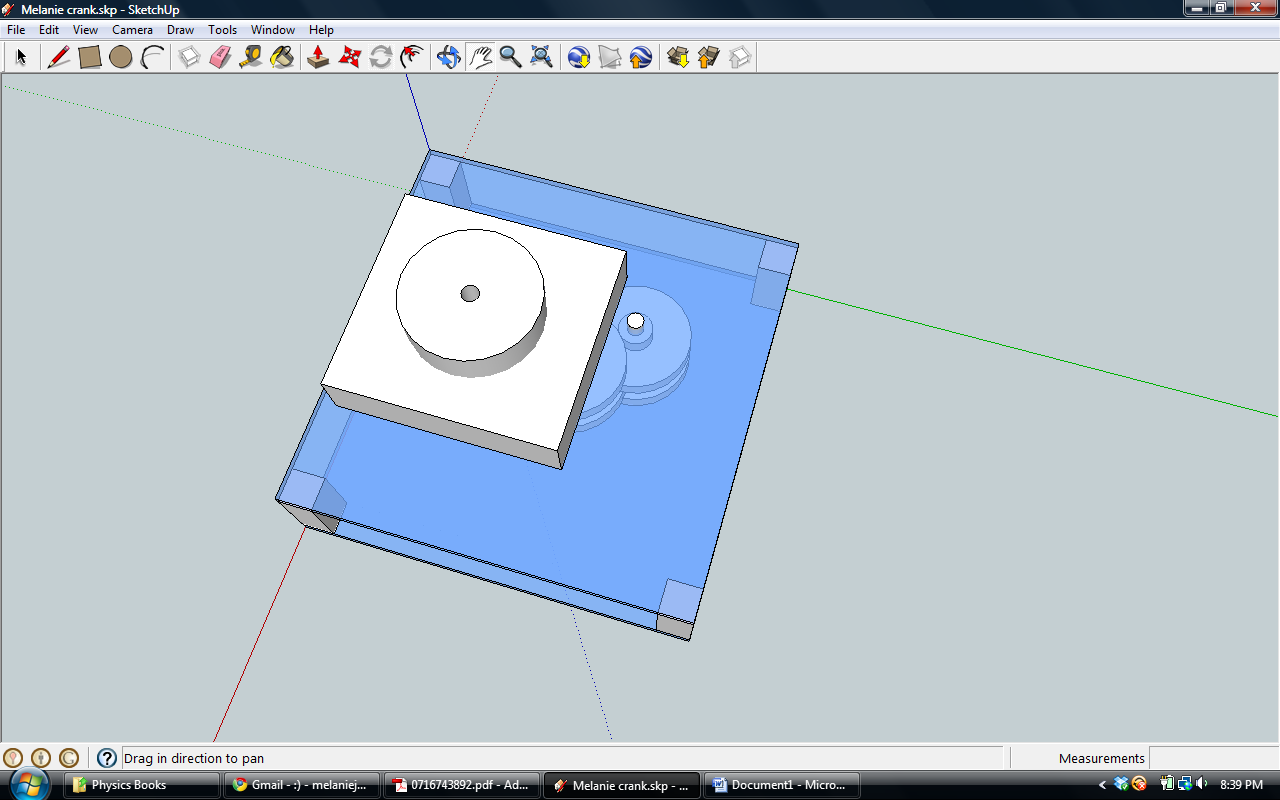 Melanie crank.skp - SketchUp
File Edit View Camera Draw Tools Window Help
Drag in direction to pan
Measurements
Physics Books
Gmail - :) - melaniej...
0716743892.pdf - Ad...
Melanie crank.skp - ...
Document1 - Micro...
8:39 PM